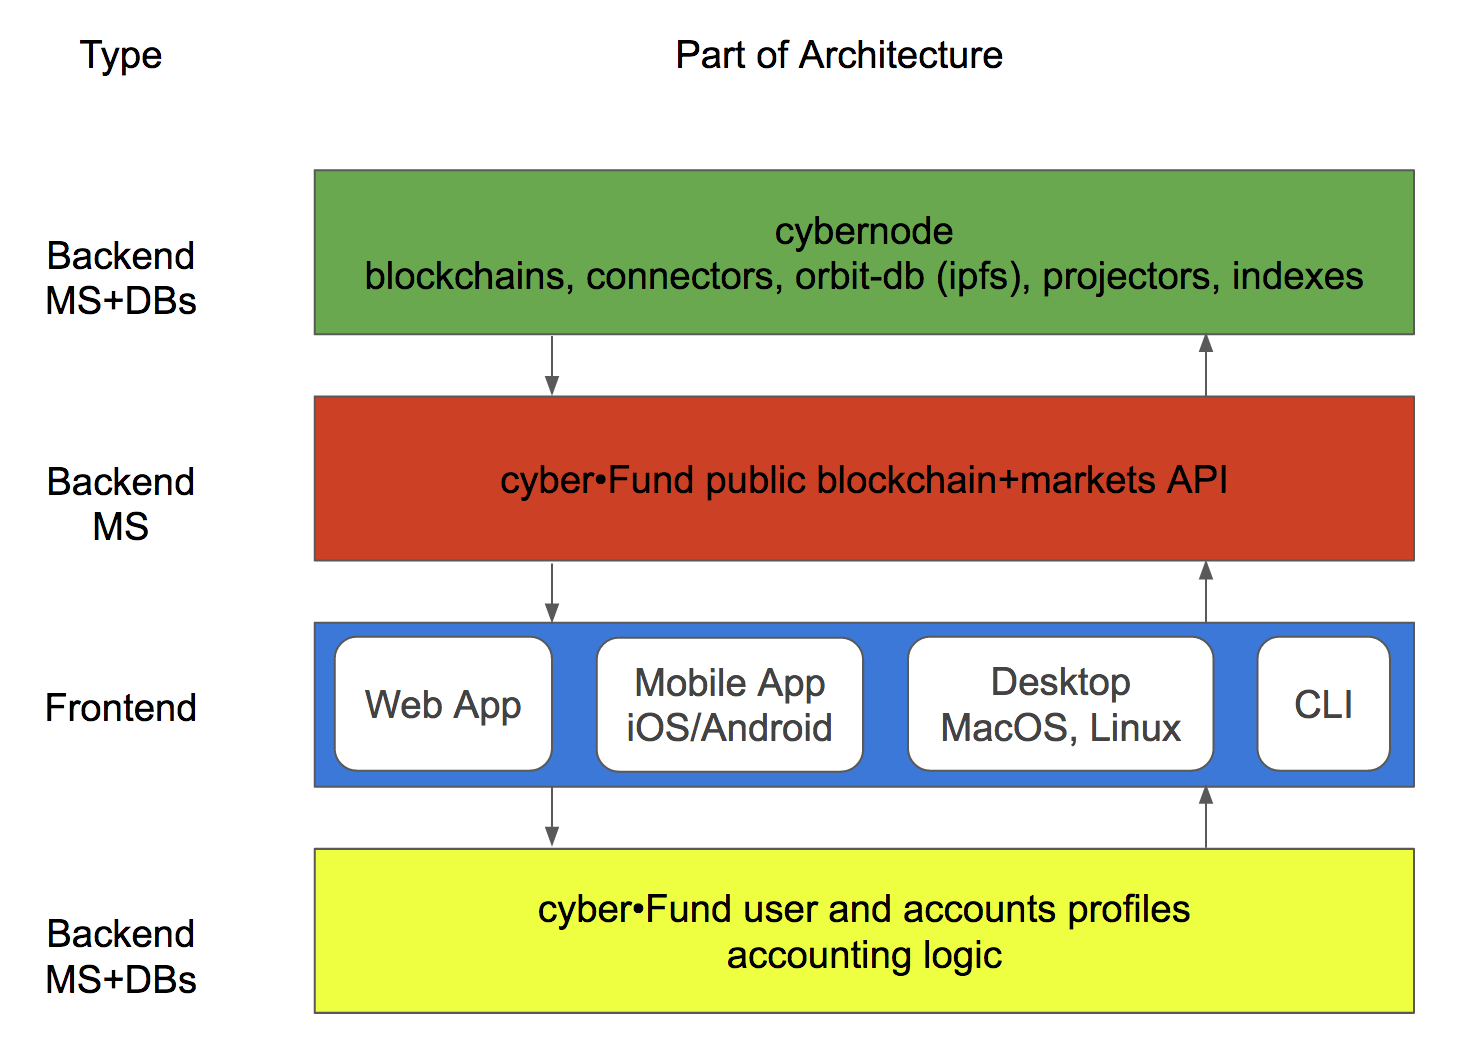 Type
Part of Architecture
Backend
MS+DBs
cybernode
blockchains, connectors, orbit-db (ipfs), projectors, indexes
Backend
MS
cyber•Fund public blockchain+markets API
Frontend
Web App
Mobile App
iOS/Android
Desktop
MacOS, Linux
CLI
Backend
MS+DBs
cyber•Fund user and accounts profiles
accounting logic